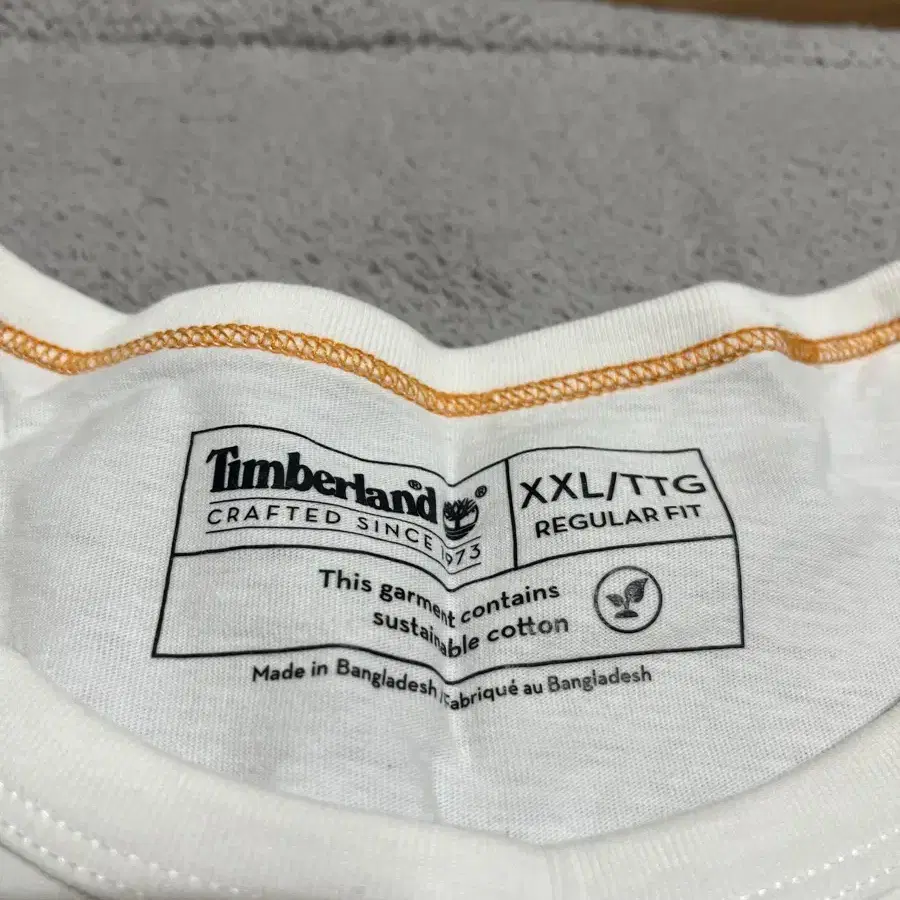 Timberland®
®
CRAFTED SINCE 1973
XXL/TTG
REGULAR FIT
This garment contains
sustainable cotton
Made in Bangladesh / Fabriqué au Bangladesh